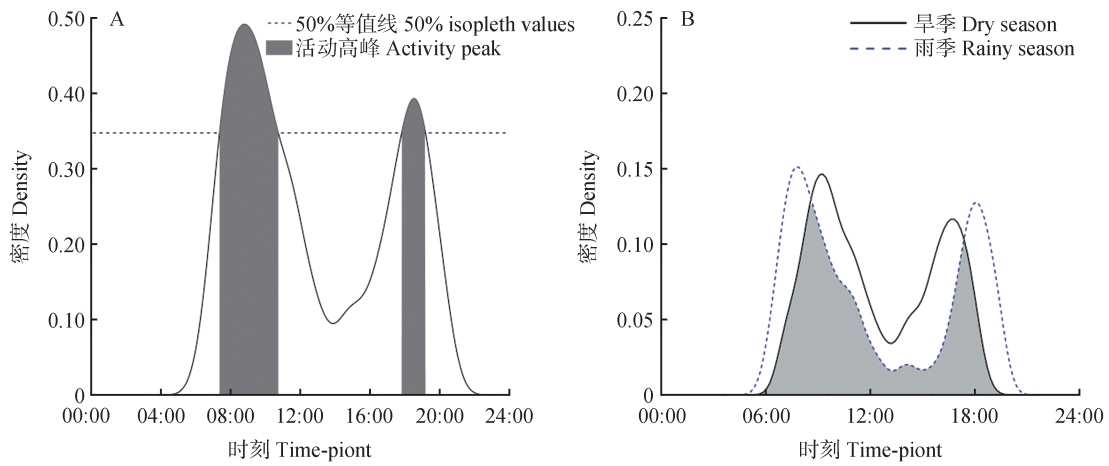 A
50%等值线 50% isopleth values
活动高峰 Activity peak
0.50
0.40
0.30
0.20
0.10
0
密度 Density
00:00 04:00 08:00 12:00 16:00 20:00 24:00
时刻 Time-piont
B
旱季 Dry season
雨季 Rainy season
0.25
0.20
0.15
0.10
0.05
0
密度 Density
00:00 06:00 12:00 18:00 24:00
时刻 Time-piont